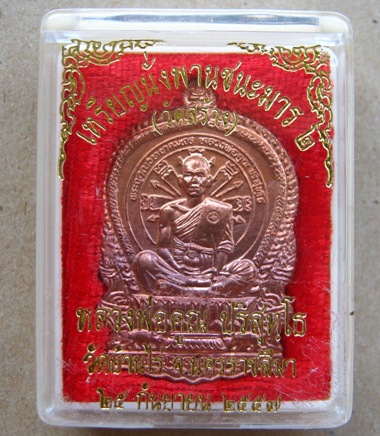 เหรียญนั่งพานชนะมาร ๒
หลวงพ่อคูณ ปริสุทฺโธ
วัดบ้านไร่ จ.นครราชสีมา
๒๕ กันยายน ๒๕๕๗